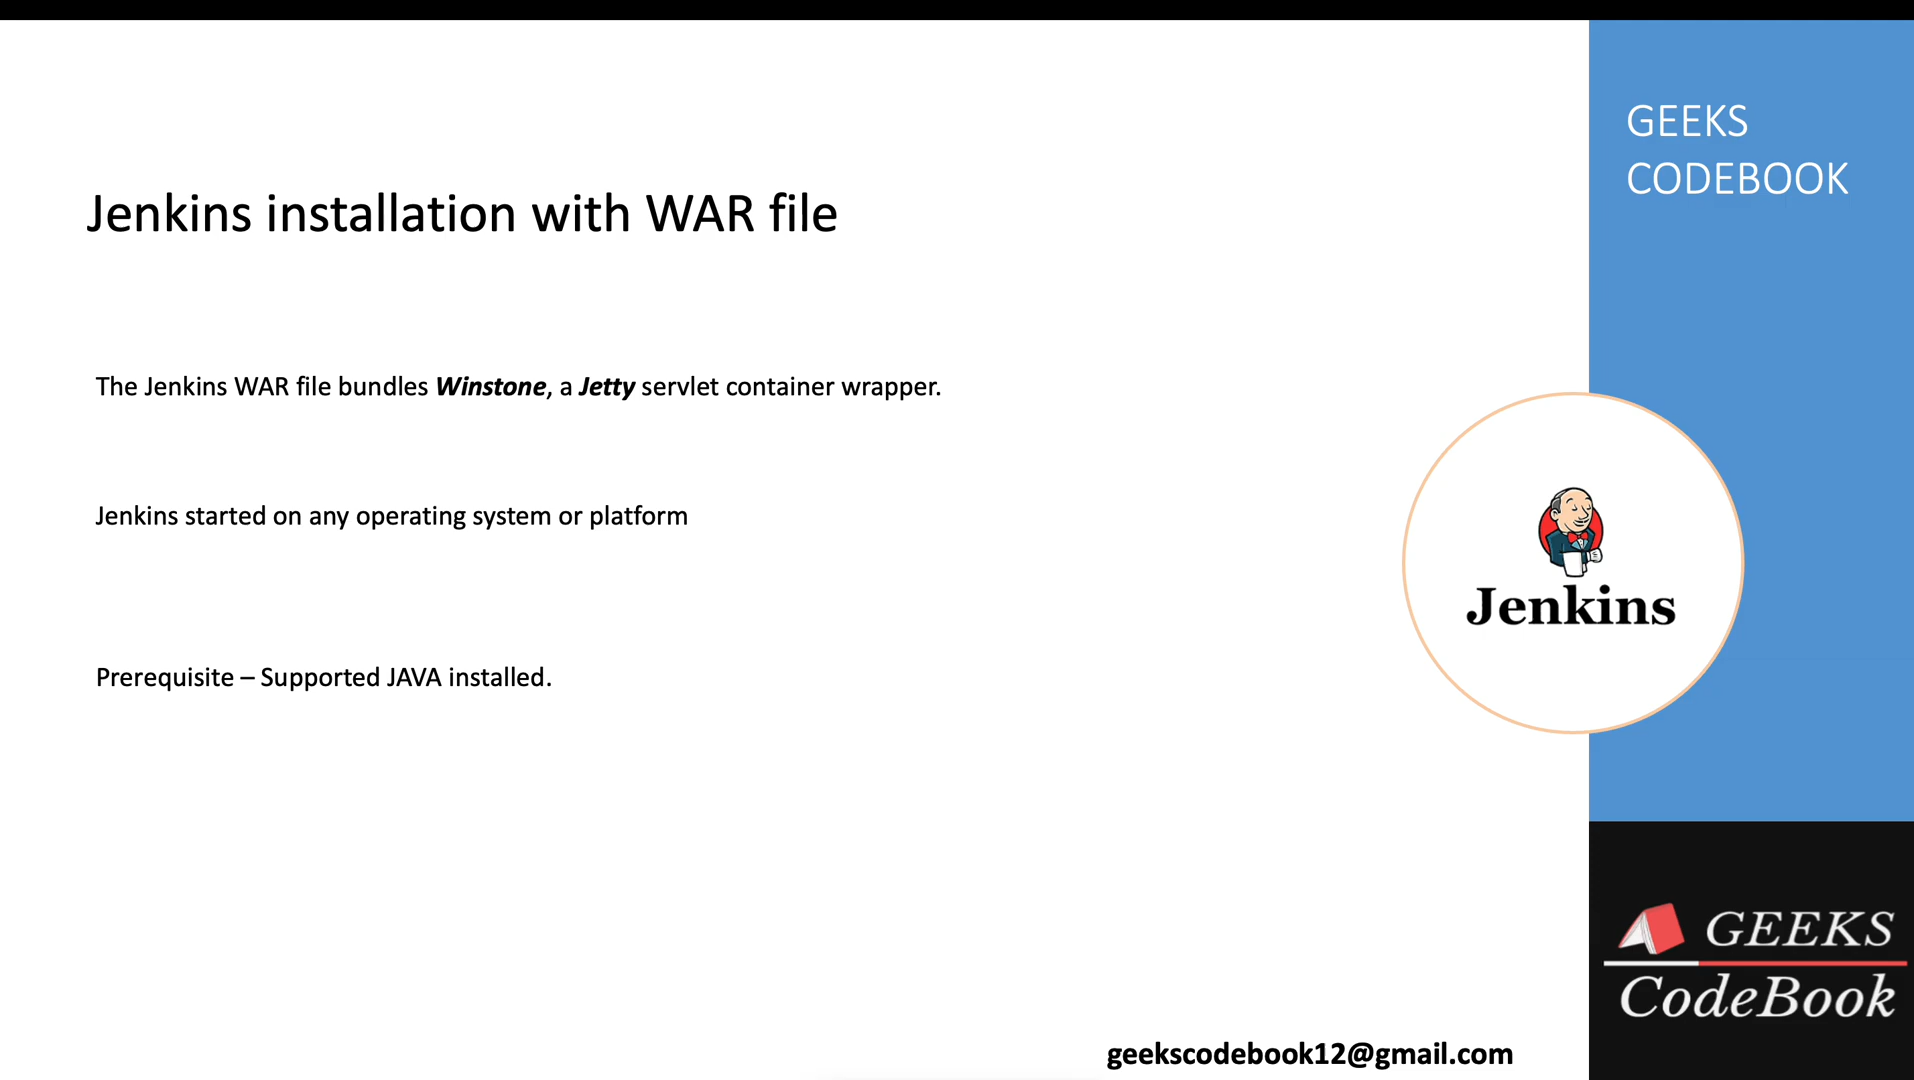 GEEKS
CODEBOOK
Jenkins installation with WAR file
The Jenkins WAR file bundles Winstone, a Jetty servlet container wrapper.
Jenkins started on any operating system or platform
Jenkins
Prerequisite – Supported JAVA installed.
GEEKS
CodeBook
geekscodebook12@gmail.com